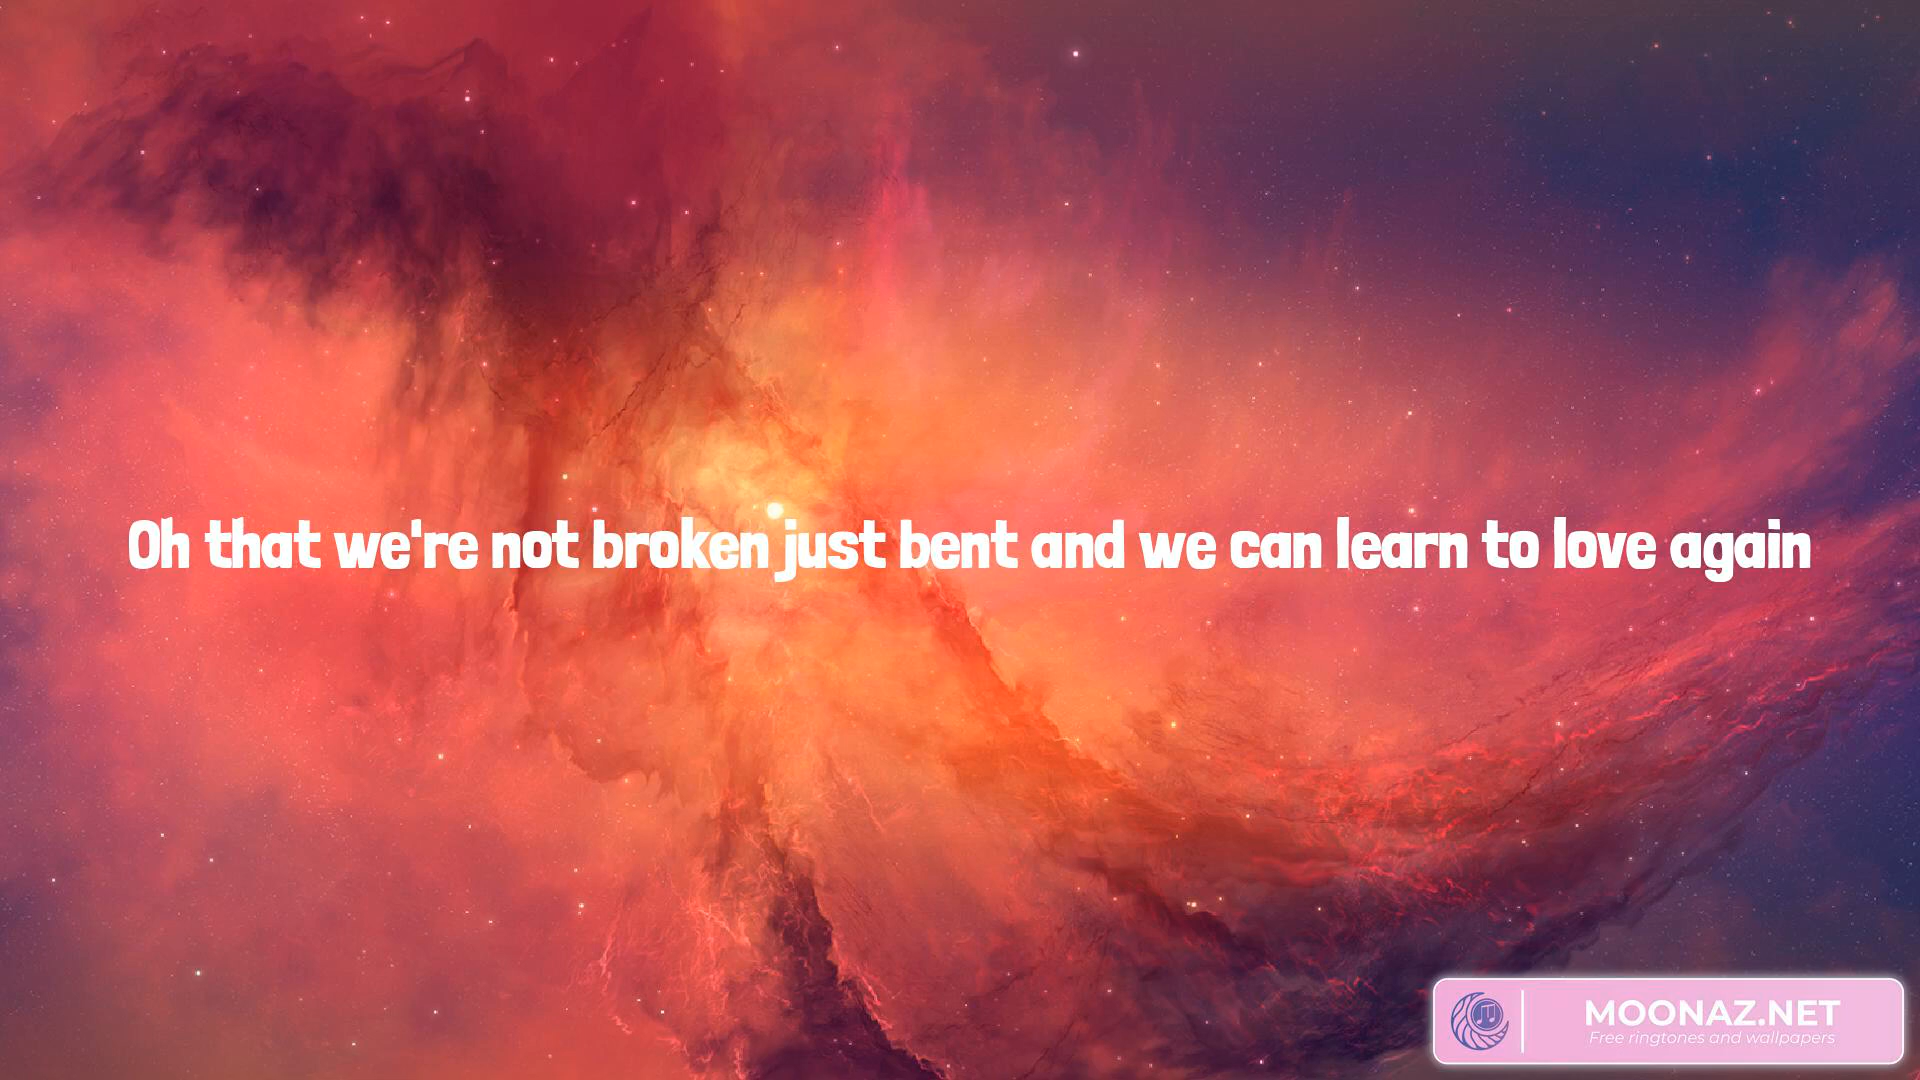 Oh that we're not broken just bent and we can learn to love again
MOONAZ.NET
Free ringtones and wallpapers